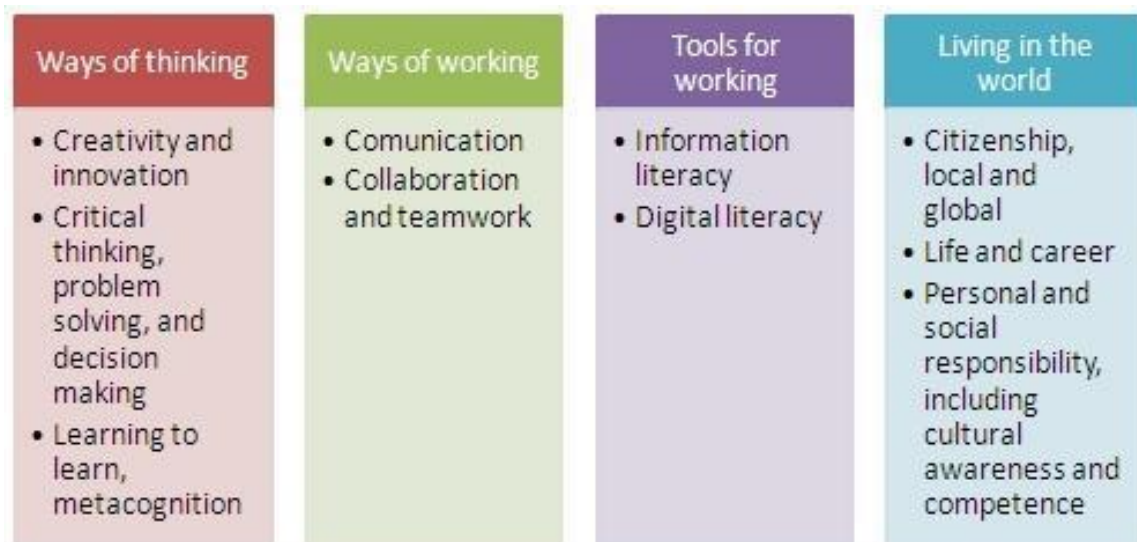 Ways of thinking
• Creativity and
innovation
• Critical
thinking,
problem
solving, and
decision
making
• Learning to
learn,
metacognition
Ways of working
• Comunication
• Collaboration
and teamwork
Tools for
working
• Information
literacy
• Digital literacy
Living in the
world
• Citizenship,
local and
global
• Life and career
• Personal and
social
responsibility,
including
cultural
awareness and
competence